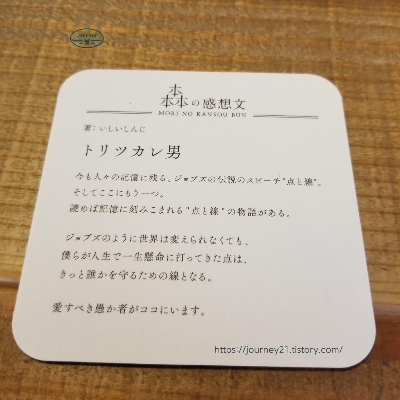 森の感想文
MORI NO KANSOU BUN
著：いしいしんじ
トリツカレ男
今も人々の記憶に残る、ジョブズの伝説のスピーチ"点と線"。
そしてここにもう一つ。
読めば記憶に刻みこまれる"点と線"の物語がある。
ジョブズのように世界は変えられなくても、
僕らが人生で一生懸命に打ってきた点は、
きっと誰かを守るための線となる。
愛すべき愚か者がココにいます。
https://journey21.tistory.com/